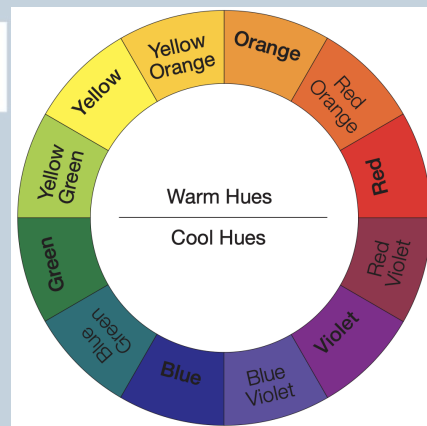 Yellow
Orange
Orange
Red
Orange
Yellow
Red
Yellow
Green
Warm Hues
Cool Hues
Green
Red
Violet
Blue
Green
Violet
Blue
Blue
Violet